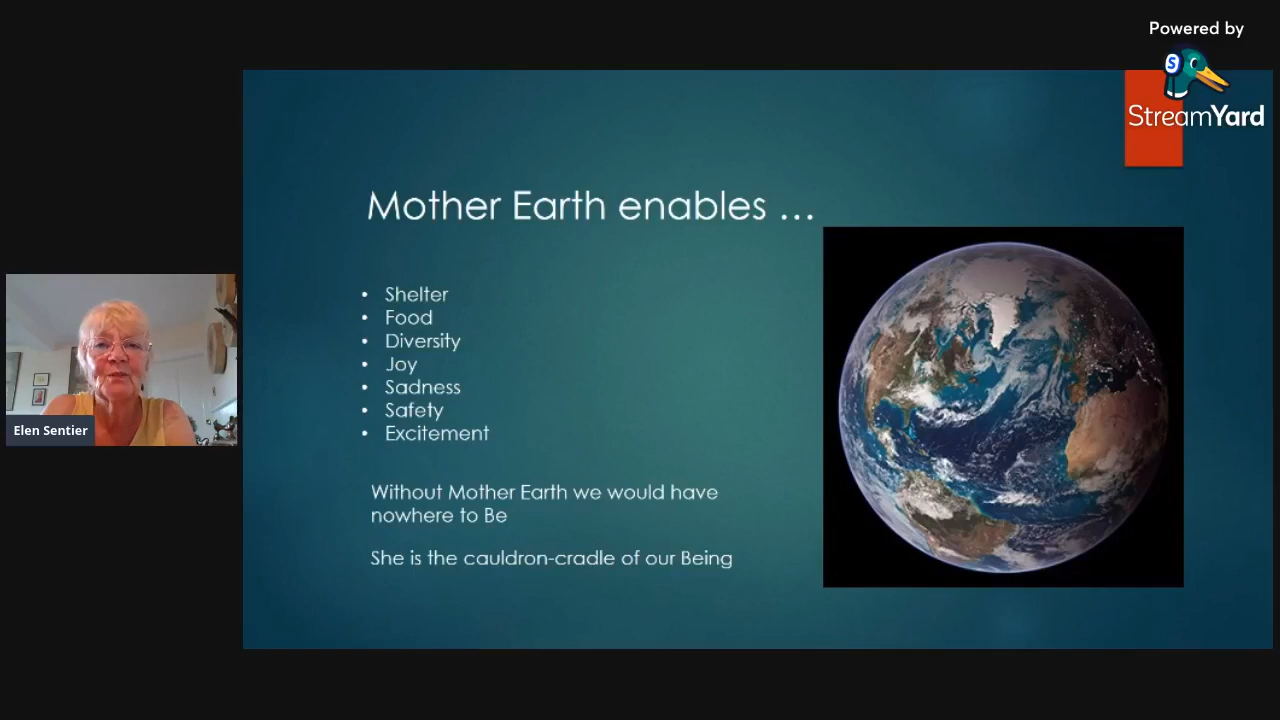 Powered by
StreamYard
Mother Earth enables ...
• Shelter
• Food
• Diversity
• Joy
• Sadness
• Safety
• Excitement
Without Mother Earth we would have
nowhere to Be
She is the cauldron-cradle of our Being
Elen Sentier